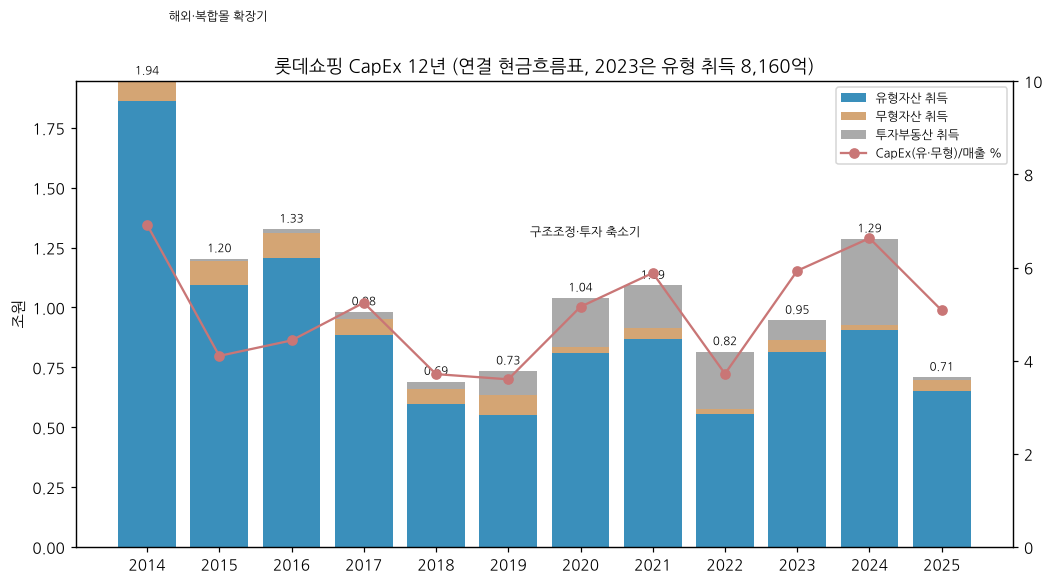 해외·복합몰 확장기
롯데쇼핑 CapEx 12년 (연결 현금흐름표, 2023은 유형 취득 8,160억)
유형자산 취득
무형자산 취득
투자부동산 취득
CapEx(유·무형)/매출 %
구조조정·투자 축소기
조원
1.75
1.50
1.25
1.00
0.75
0.50
0.25
0.00
10
8
6
4
2
0
1.94
1.20
1.33
0.98
0.69
0.73
1.04
1.09
0.82
0.95
1.29
0.71
2014 2015 2016 2017 2018 2019 2020 2021 2022 2023 2024 2025